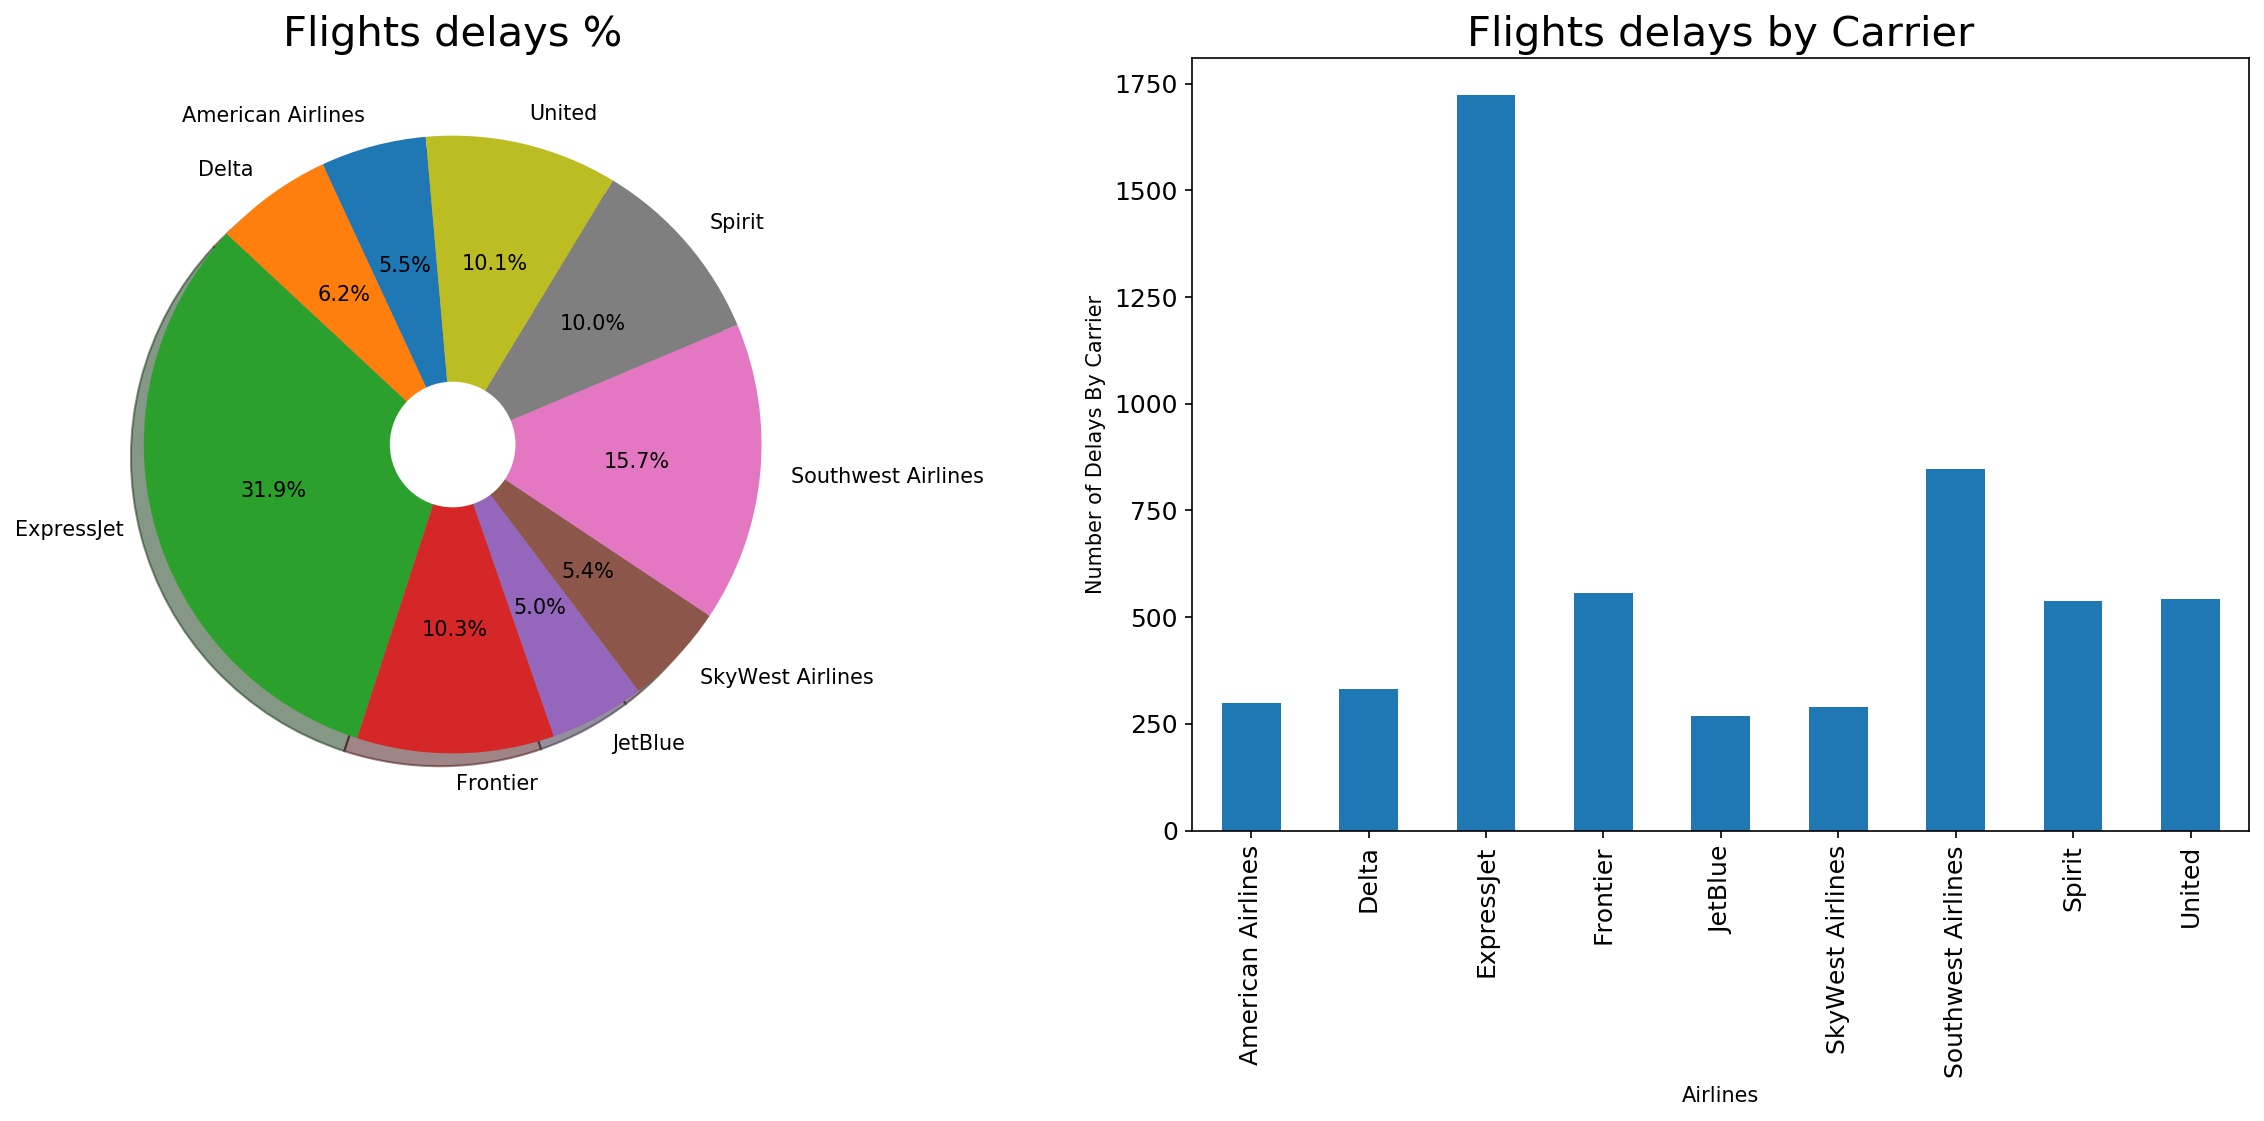 Flights delays %
American Airlines
United
Delta
Spirit
5.5%
10.1%
6.2%
10.0%
15.7%
Southwest Airlines
31.9%
ExpressJet
5.4%
5.0%
10.3%
SkyWest Airlines
JetBlue
Frontier
Flights delays by Carrier
Number of Delays By Carrier
1750
1500
1250
1000
750
500
250
0
American Airlines
Delta
ExpressJet
Frontier
JetBlue
SkyWest Airlines
Southwest Airlines
Spirit
United
Airlines